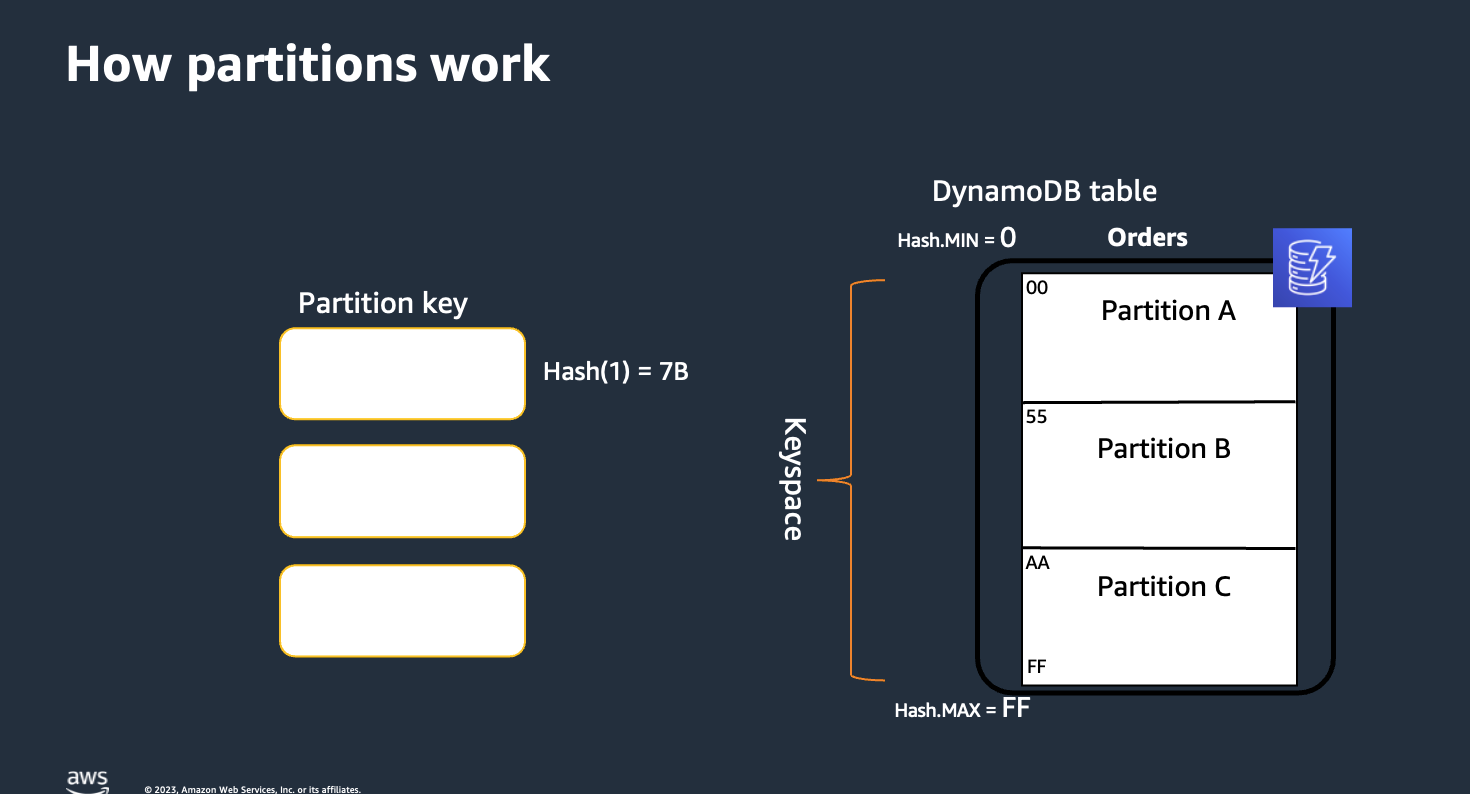 How partitions work
DynamoDB table
Hash.MIN = 0
Orders
Partition key
Hash(1) = 7B
Keyspace
00
Partition A
55
Partition B
AA
Partition C
FF
Hash.MAX = FF
aws
© 2023, Amazon Web Services, Inc. or its affiliates.